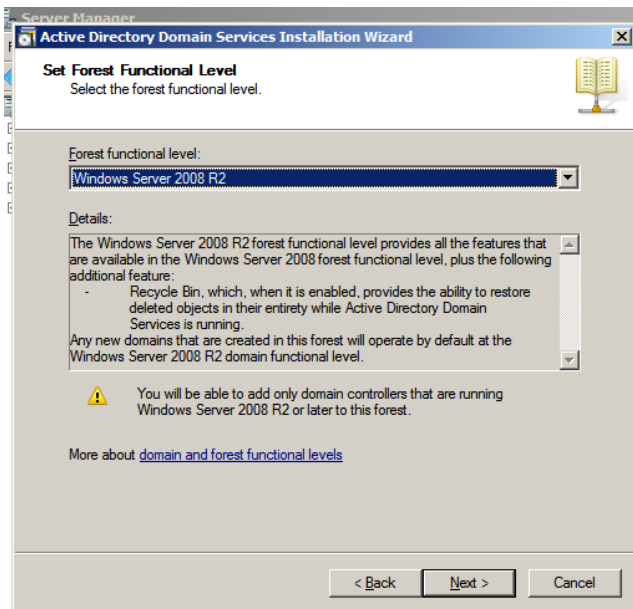 Server Manager
Active Directory Domain Services Installation Wizard
Set Forest Functional Level
Select the forest functional level.
Forest functional level:
Windows Server 2008 R2
Details:
The Windows Server 2008 R2 forest functional level provides all the features that
are available in the Windows Server 2008 forest functional level, plus the following
additional feature:
- Recycle Bin, which, when it is enabled, provides the ability to restore
deleted objects in their entirety while Active Directory Domain
Services is running.
Any new domains that are created in this forest will operate by default at the
Windows Server 2008 R2 domain functional level.
You will be able to add only domain controllers that are running
Windows Server 2008 R2 or later to this forest.
More about domain and forest functional levels
< Back
Next >
Cancel